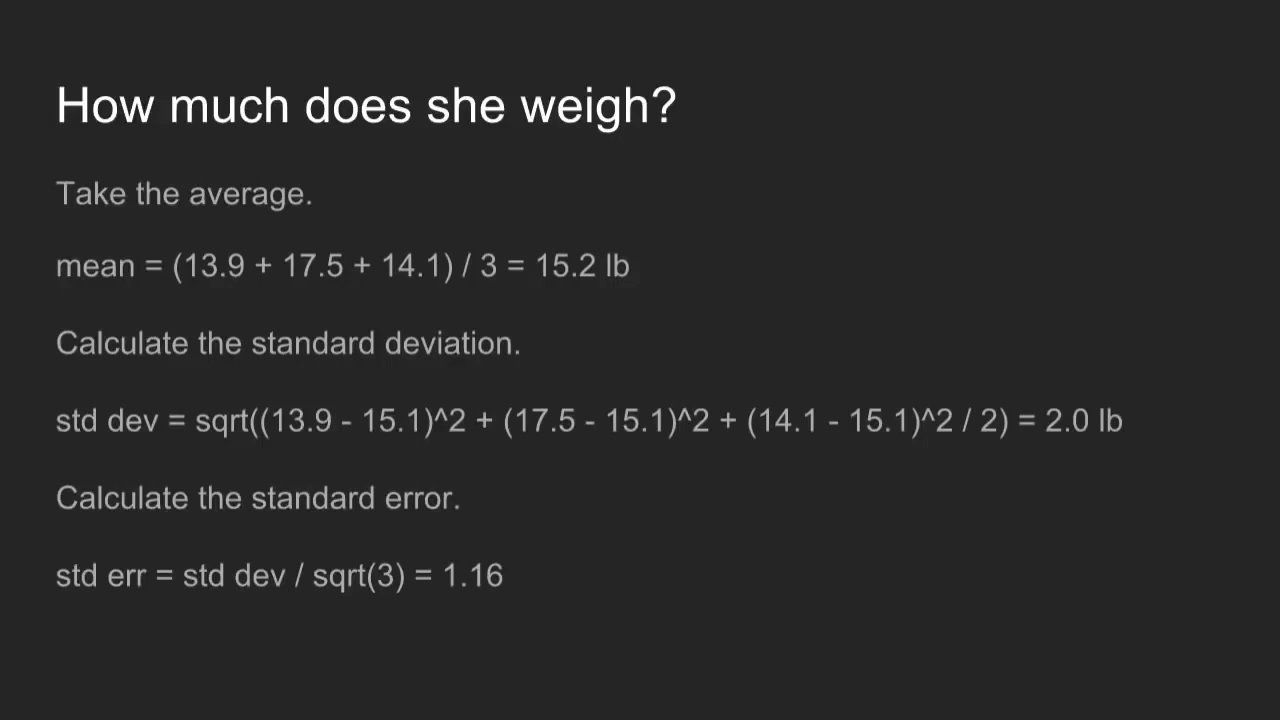 How much does she weigh?
Take the average.
mean = (13.9 + 17.5 + 14.1) / 3 = 15.2 lb
Calculate the standard deviation.
std dev = sqrt((13.9 - 15.1)^2 + (17.5 - 15.1)^2 + (14.1 - 15.1)^2 / 2) = 2.0 lb
Calculate the standard error.
std err = std dev / sqrt(3) = 1.16